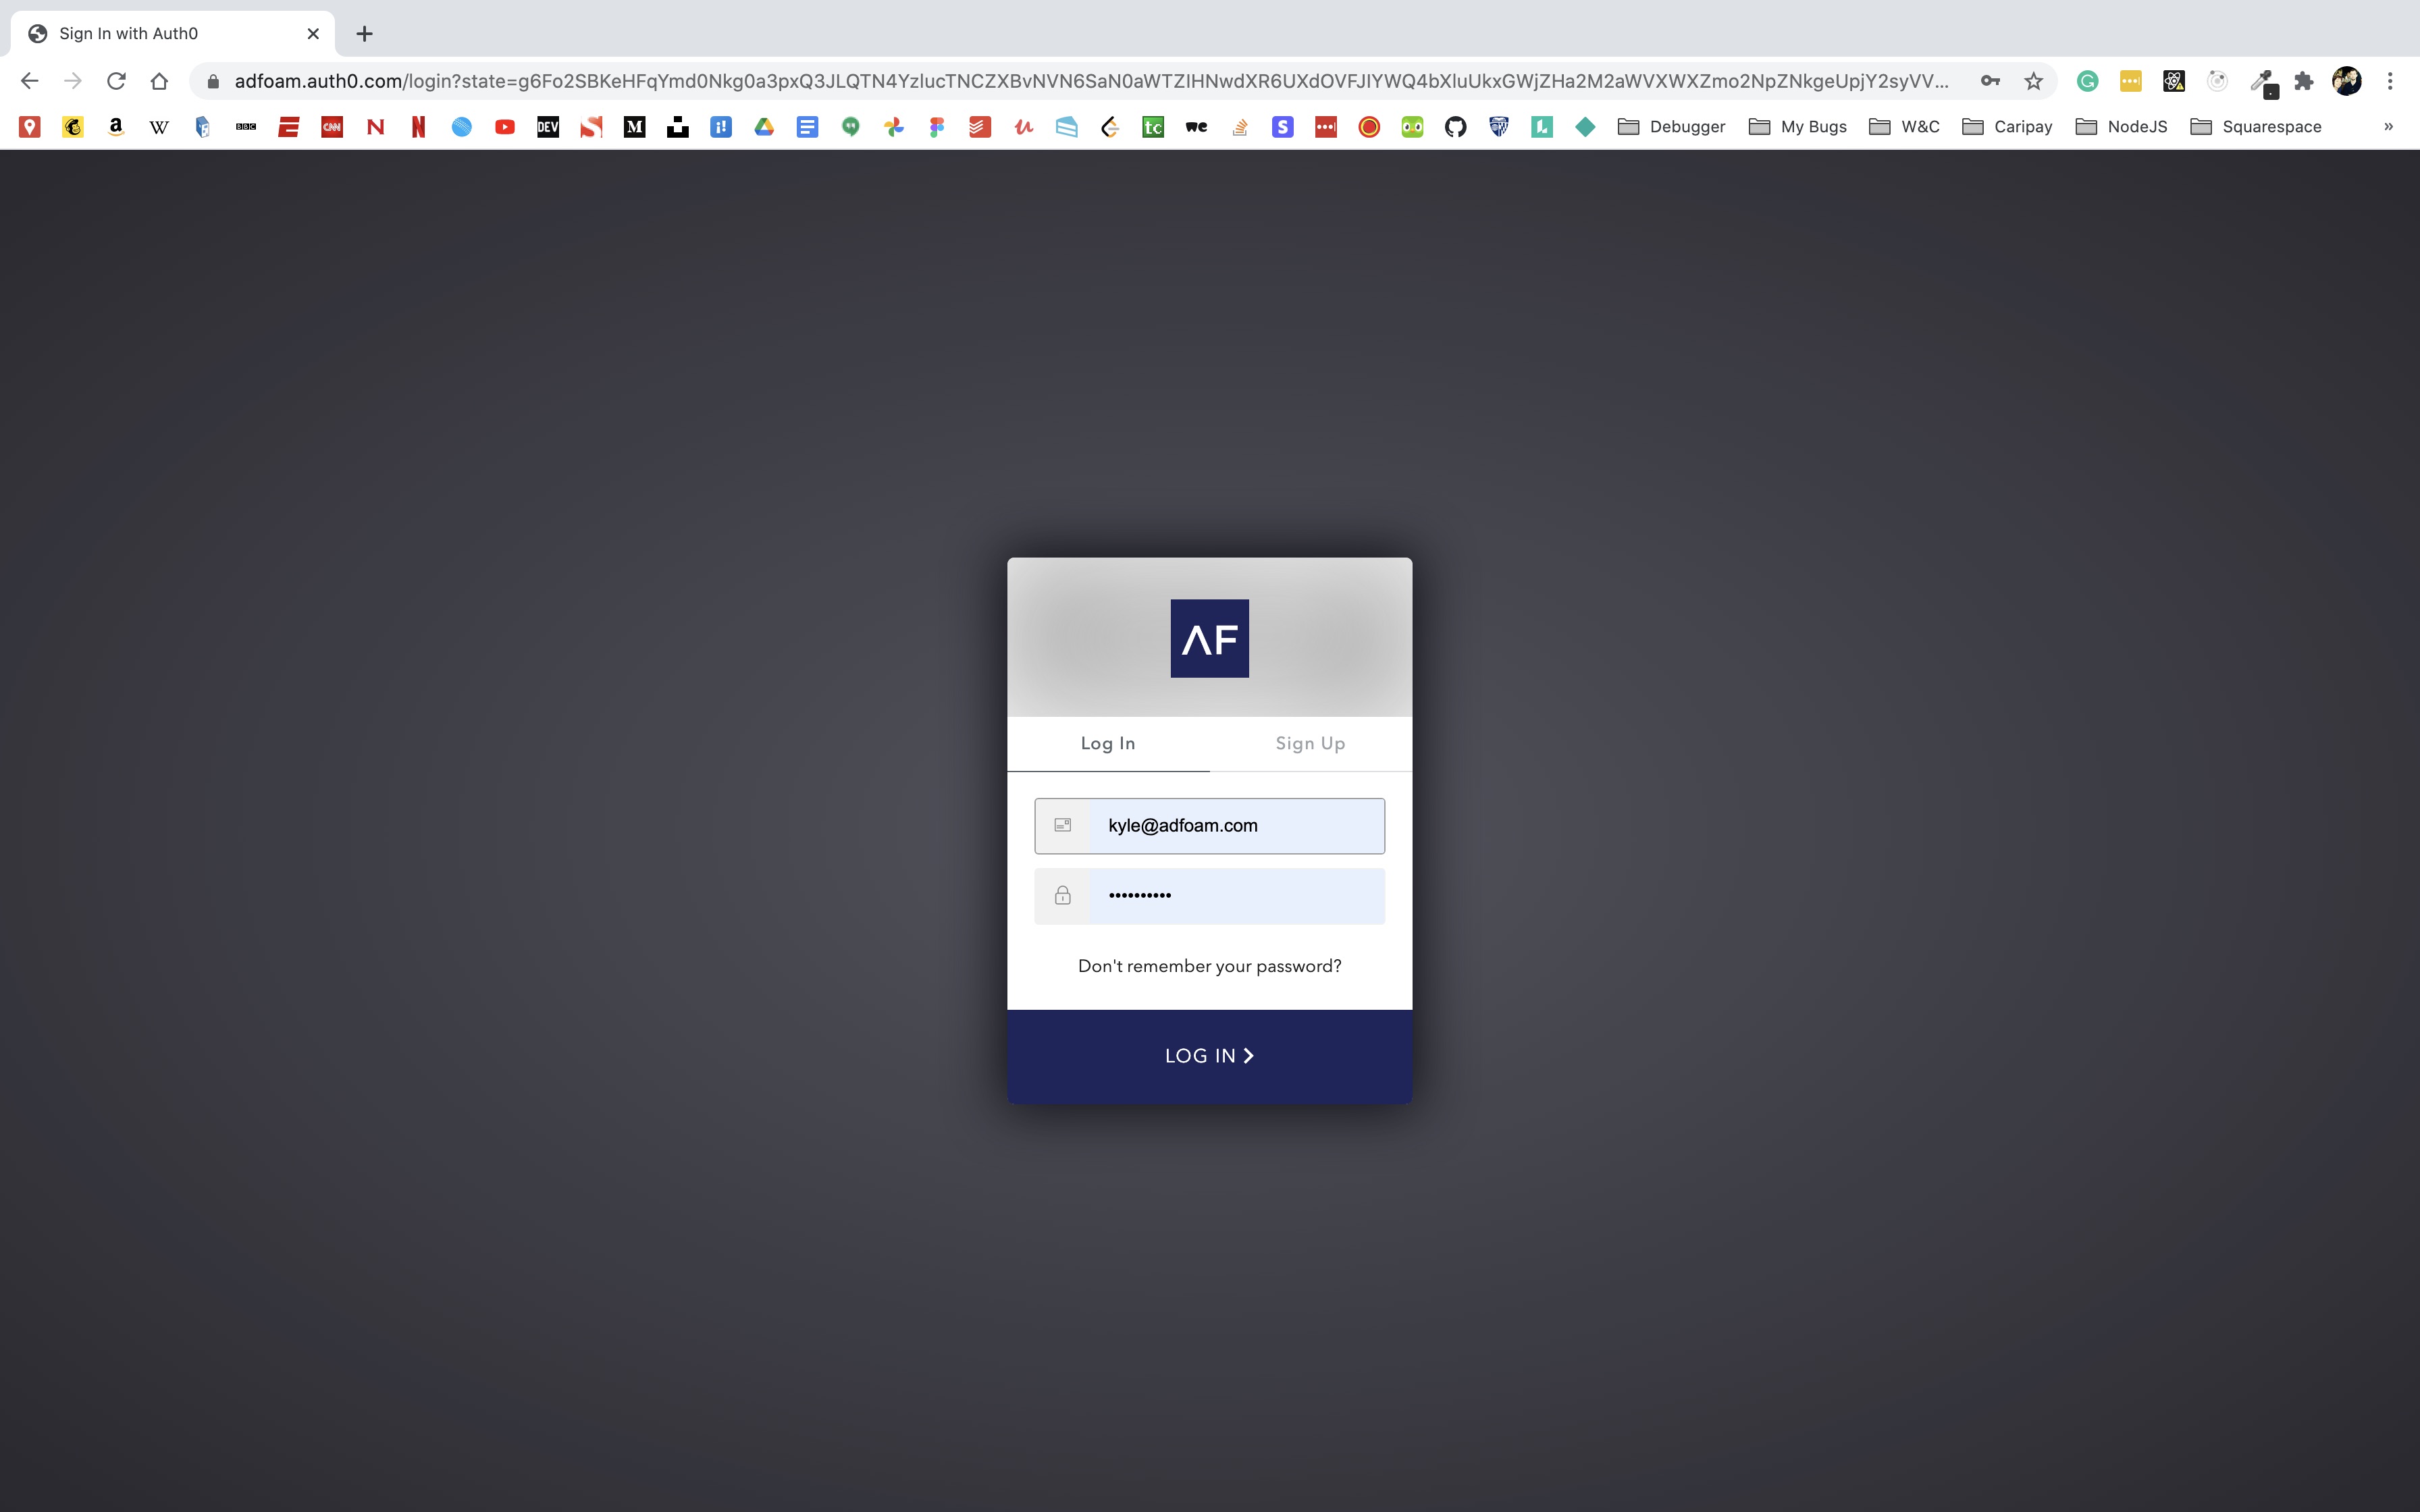 Sign In with Auth0
adfoam.auth0.com/login?state=g6Fo2SBKeHFqYmd0Nkg0a3pxQ3JLQTN4YzlucTNCZXBvNVN6SaN0aWTZIHNwdXR6UXdOVFJIYWQ4bXluUkxGWjZHa2M2aWVXWXZmo2NpZNkgeUpjY2syVV...
a W BBC CNN N N DEV S M i! tc we S L Debugger My Bugs W&C Caripay NodeJS Squarespace »
AF
Log In Sign Up
kyle@adfoam.com
••••••••••
Don't remember your password?
LOG IN